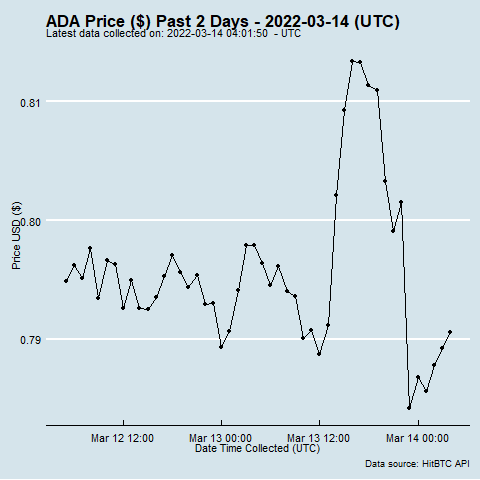 ADA Price ($) Past 2 Days - 2022-03-14 (UTC)
Latest data collected on: 2022-03-14 04:01:50  - UTC
0.81
0.80
0.79
Price USD ($)
Mar 12 12:00
Mar 13 00:00
Mar 13 12:00
Mar 14 00:00
Date Time Collected (UTC)
Data source: HitBTC API